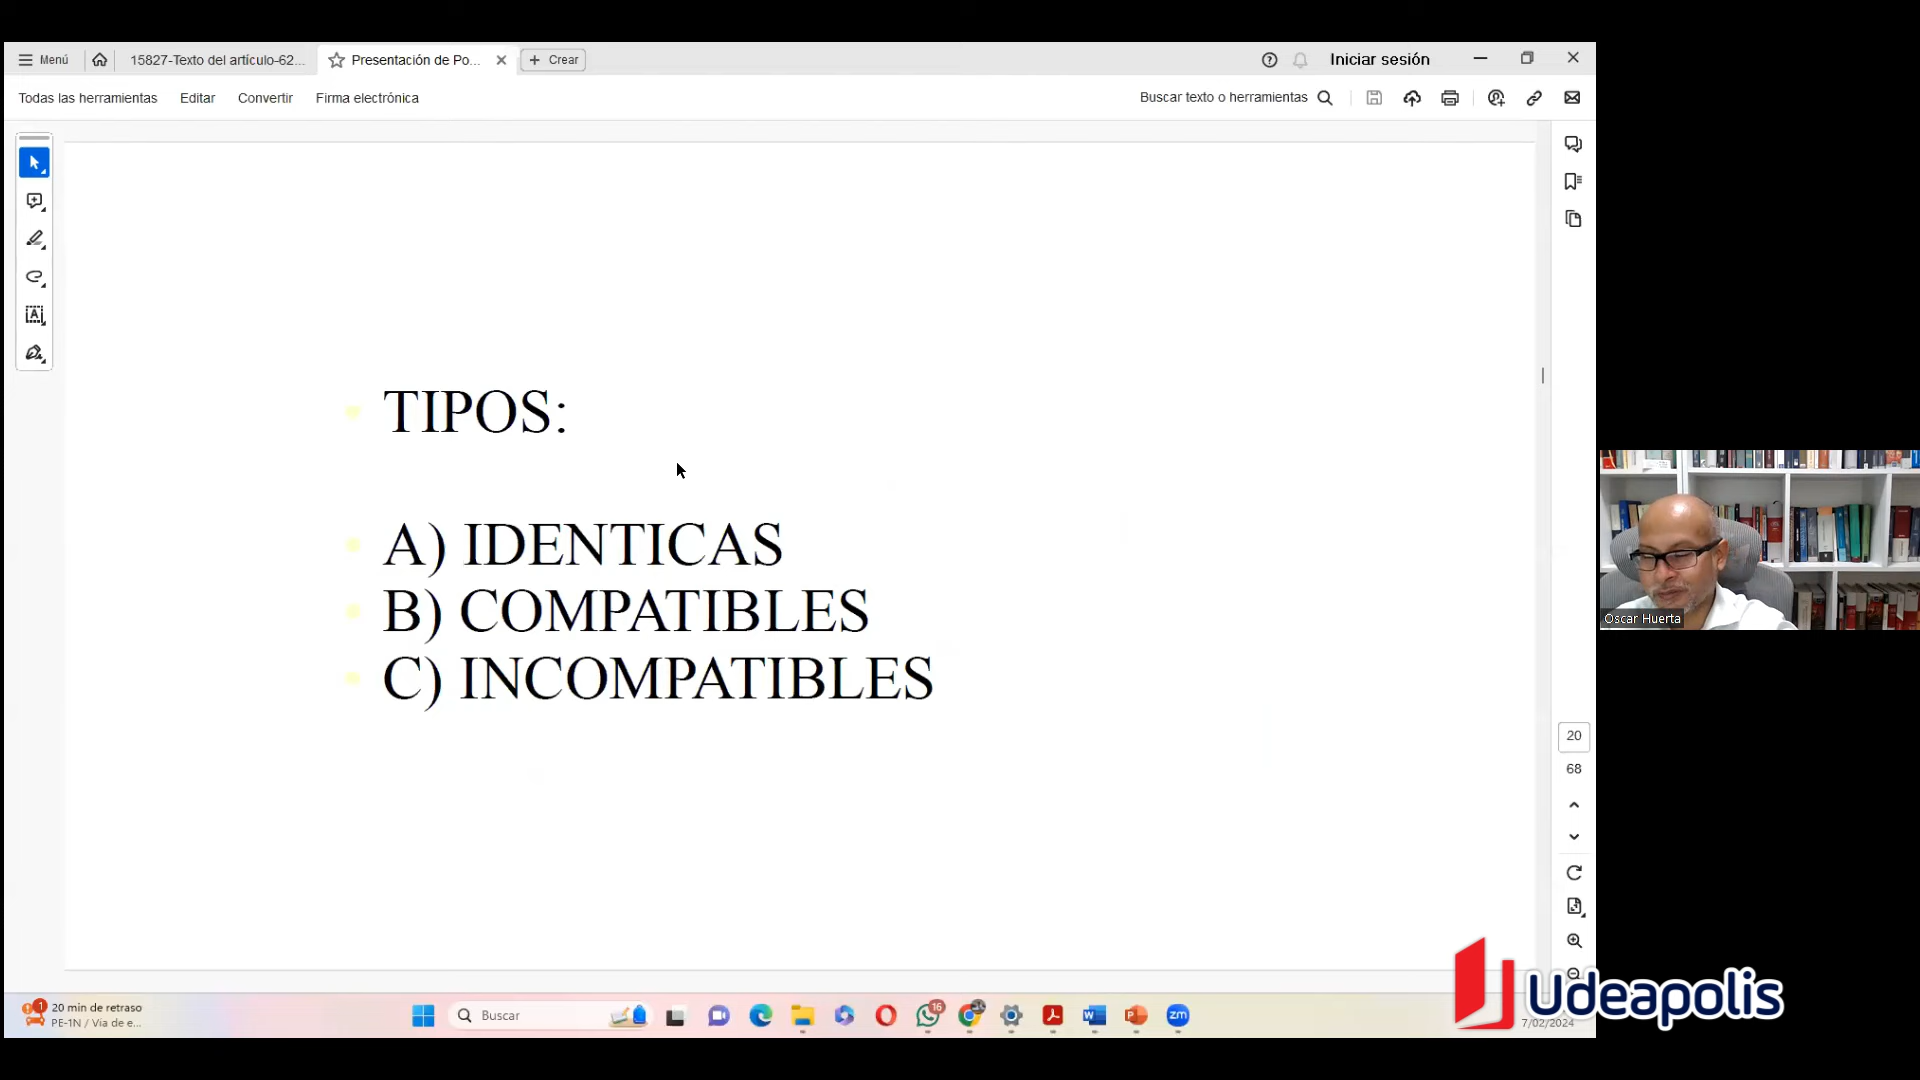 Menú
15827-Texto del artículo-62...
Presentación de Po...
Crear
Iniciar sesión
Todas las herramientas
Editar
Convertir
Firma electrónica
Buscar texto o herramientas
TIPOS:
A) IDENTICAS
B) COMPATIBLES
C) INCOMPATIBLES
Oscar Huerta
20
68
1
20 min de retraso
PE-1N / Vía de e...
Buscar
16
Udeapolis
7/02/2024